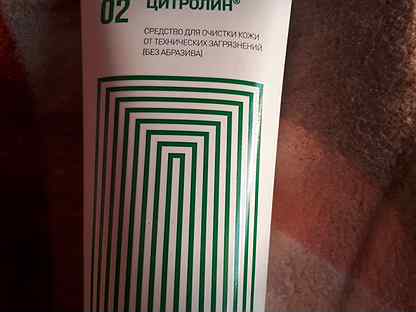 02 ЦИТРОЛИН®
СРЕДСТВО ДЛЯ ОЧИСТКИ КОЖИ
ОТ ТЕХНИЧЕСКИХ ЗАГРЯЗНЕНИЙ
(БЕЗ АБРАЗИВА)